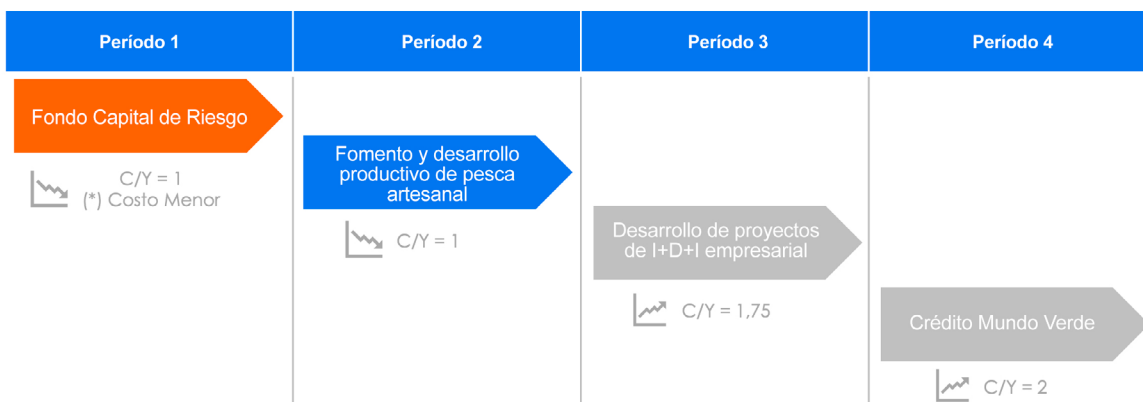 Período 1
Período 2
Período 3
Período 4
Fondo Capital de Riesgo
C/Y = 1
(*) Costo Menor
Fomento y desarrollo
productivo de pesca
artesanal
C/Y = 1
Desarrollo de proyectos
de I+D+I empresarial
C/Y = 1,75
Crédito Mundo Verde
C/Y = 2